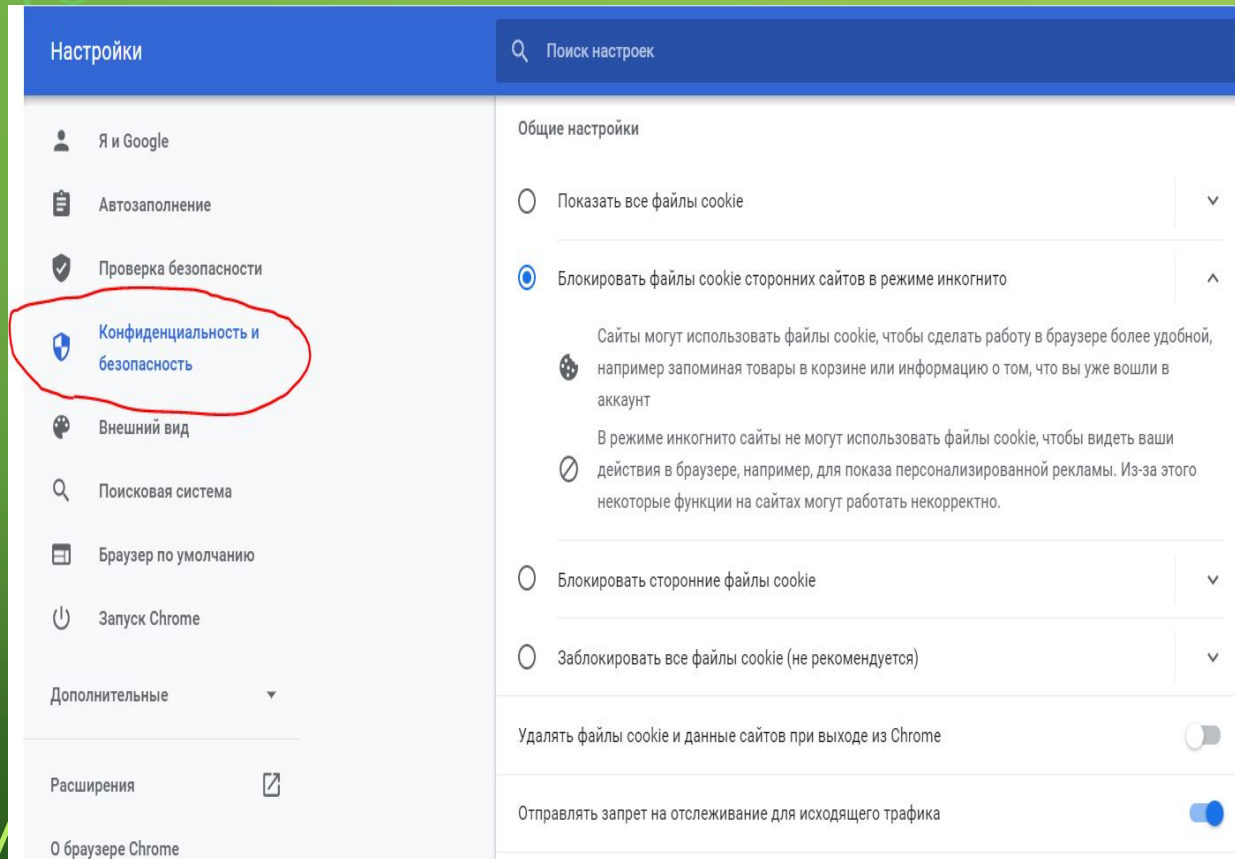 Настройки
Поиск настроек
Я и Google
Автозаполнение
Проверка безопасности
Конфиденциальность и
безопасность
Внешний вид
Поисковая система
Браузер по умолчанию
Запуск Chrome
Дополнительные
Расширения
О браузере Chrome
Общие настройки
Показать все файлы cookie
Блокировать файлы cookie сторонних сайтов в режиме инкогнито
Сайты могут использовать файлы cookie, чтобы сделать работу в браузере более удобной,
например запоминая товары в корзине или информацию о том, что вы уже вошли в
аккаунт
В режиме инкогнито сайты не могут использовать файлы cookie, чтобы видеть ваши
действия в браузере, например, для показа персонализированной рекламы. Из-за этого
некоторые функции на сайтах могут работать некорректно.
Блокировать сторонние файлы cookie
Заблокировать все файлы cookie (не рекомендуется)
Удалять файлы cookie и данные сайтов при выходе из Chrome
Отправлять запрет на отслеживание для исходящего трафика